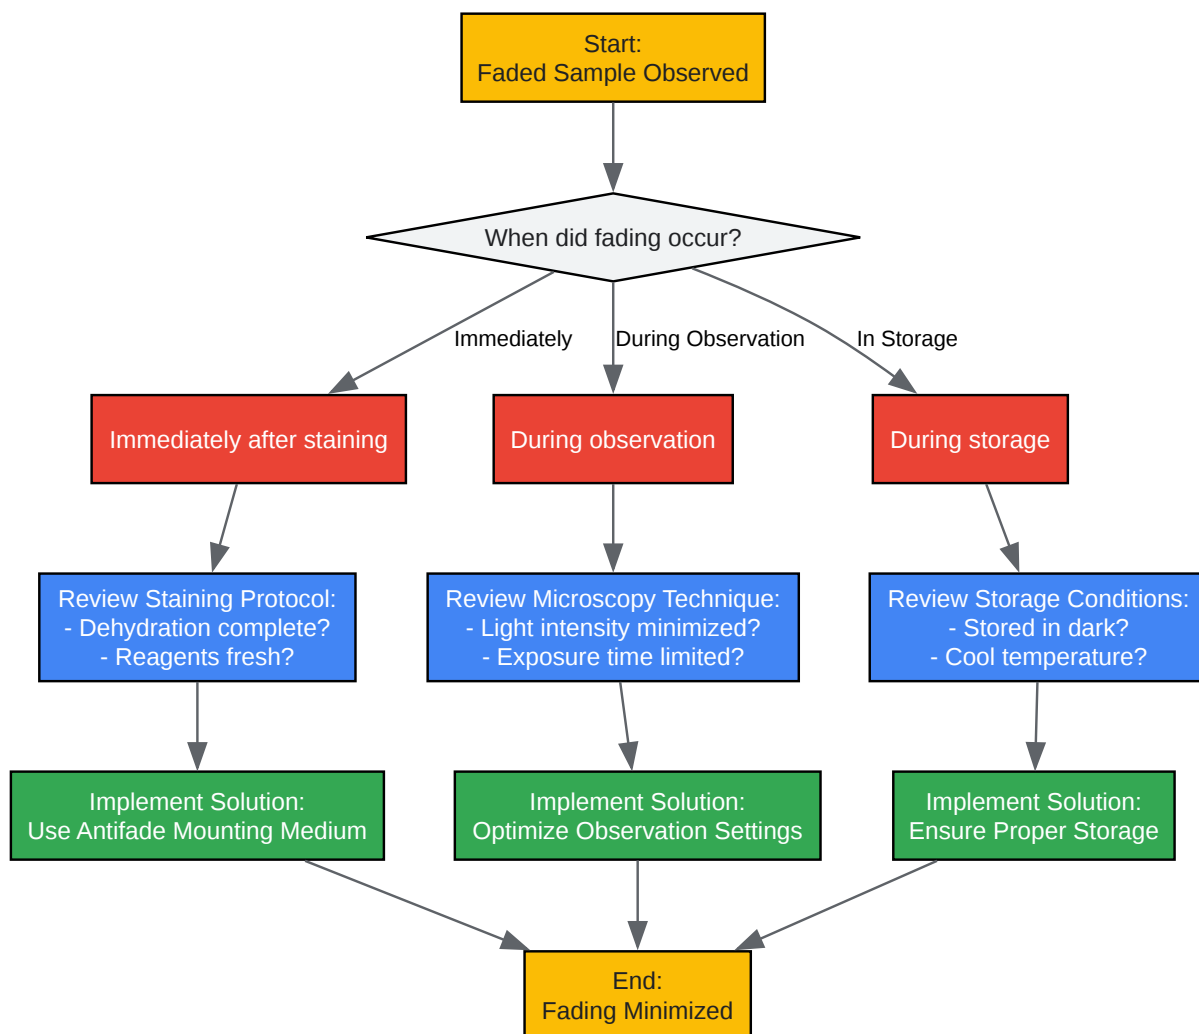 Start:
Faded Sample Observed
When did fading occur?
Immediately
During Observation
In Storage
Immediately after staining
During observation
During storage
Review Staining Protocol:
- Dehydration complete?
- Reagents fresh?
Review Microscopy Technique:
- Light intensity minimized?
- Exposure time limited?
Review Storage Conditions:
- Stored in dark?
- Cool temperature?
Implement Solution:
Use Antifade Mounting Medium
Implement Solution:
Optimize Observation Settings
Implement Solution:
Ensure Proper Storage
End:
Fading Minimized